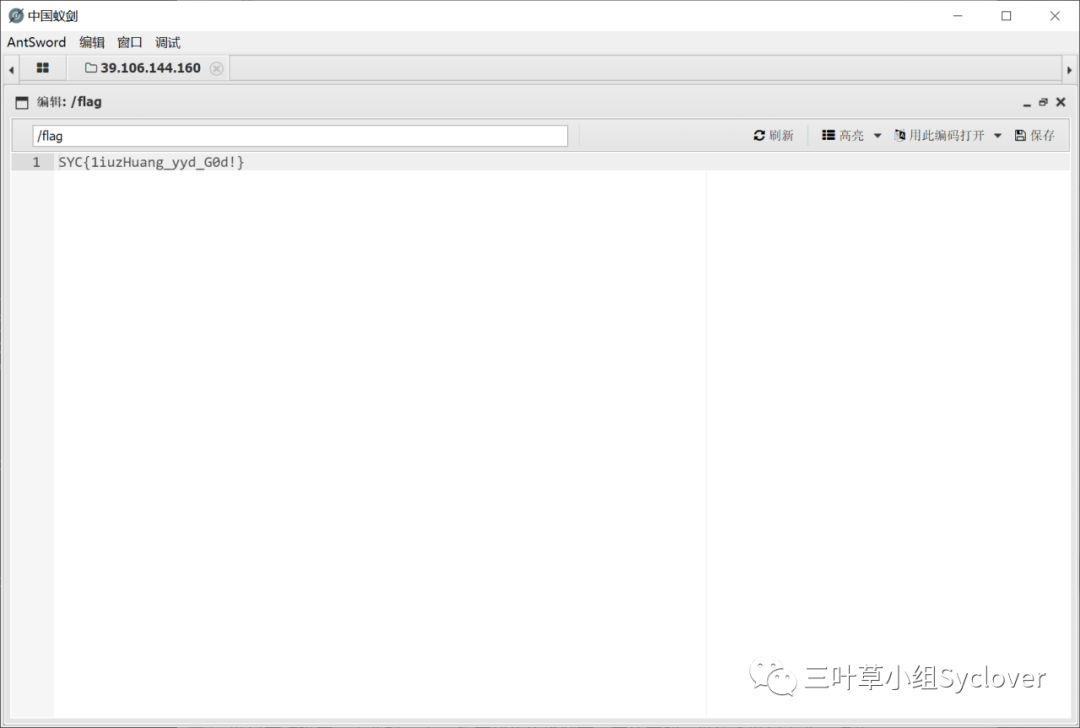 中国蚁剑
AntSword 编辑 窗口 调试
39.106.144.160
编辑: /flag
/flag 刷新 高亮 用此编码打开 保存
1 SYC{1iuzHuang_yyd_G0d!}
三叶草小组Syclover